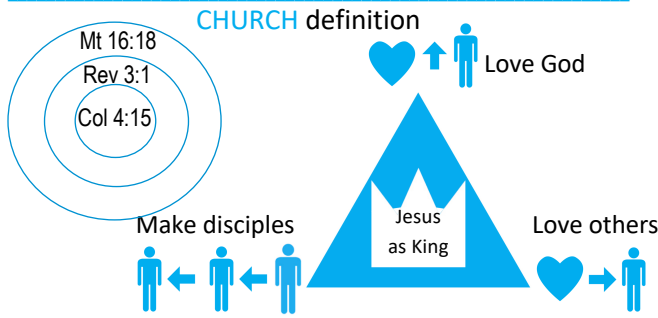 CHURCH definition
Mt 16:18
Rev 3:1
Col 4:15
Love God
Jesus
as King
Make disciples
Love others